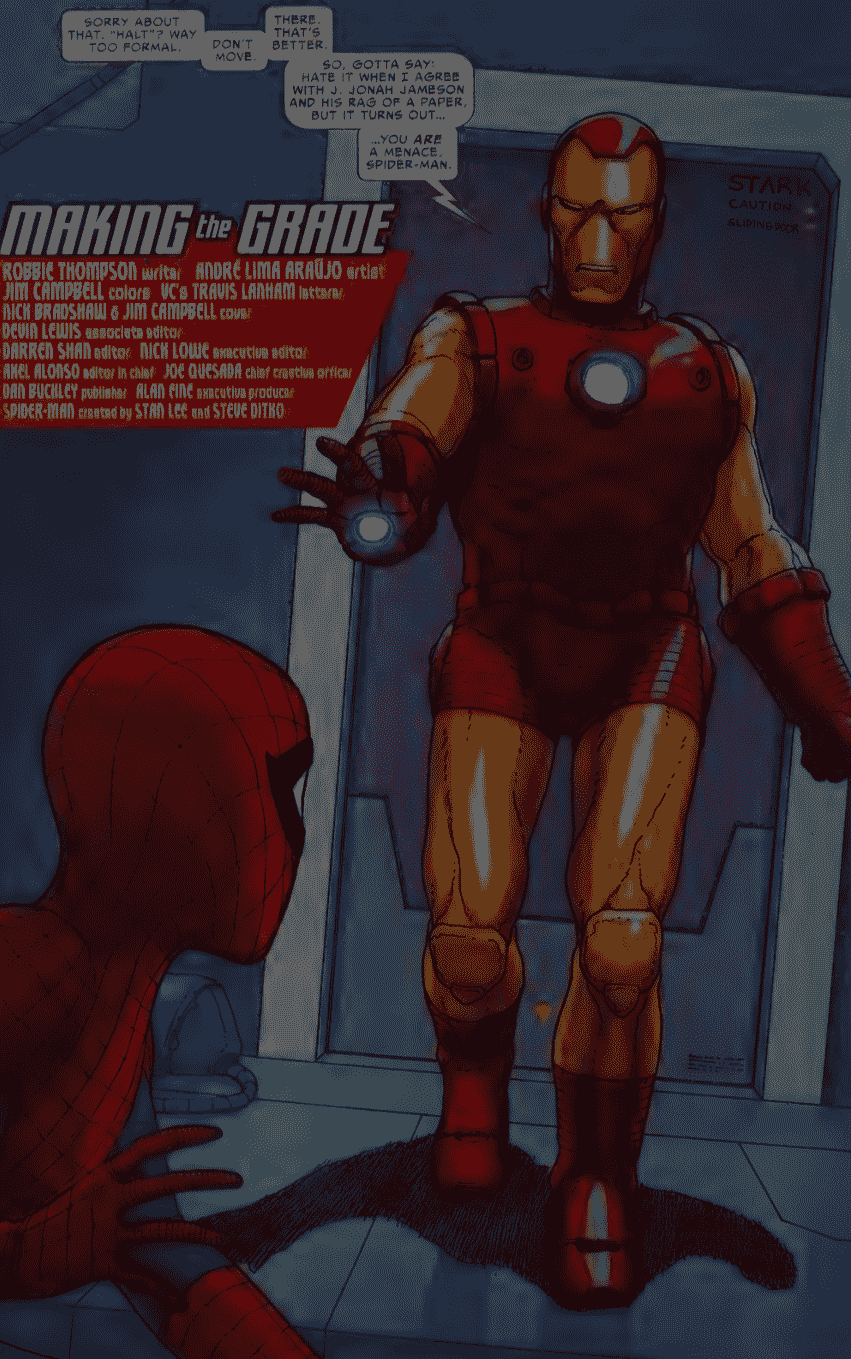 SORRY ABOUT
THAT. "HALT"? WAY
TOO FORMAL.
DON'T
MOVE.
THERE.
THAT'S
BETTER.
SO, GOTTA SAY:
HATE IT WHEN I AGREE
WITH J. JONAH JAMESON
AND HIS RAG OF A PAPER,
BUT IT TURNS OUT...
...YOU ARE
A MENACE,
SPIDER-MAN.
STARK
CAUTION
SLIDING DOOR
MAKING the GRADE
ROBBIE THOMPSON writer ANDRÉ LIMA ARAÚJO artist
JIM CAMPBELL colors VC's TRAVIS LANHAM letterer
NICK BRADSHAW & JIM CAMPBELL cover
DEVIN LEWIS associate editor
DARREN SHAN editor NICK LOWE executive editor
AXEL ALONSO editor in chief JOE QUESADA chief creative officer
DAN BUCKLEY publisher ALAN FINE executive producer
SPIDER-MAN created by STAN LEE and STEVE DITKO